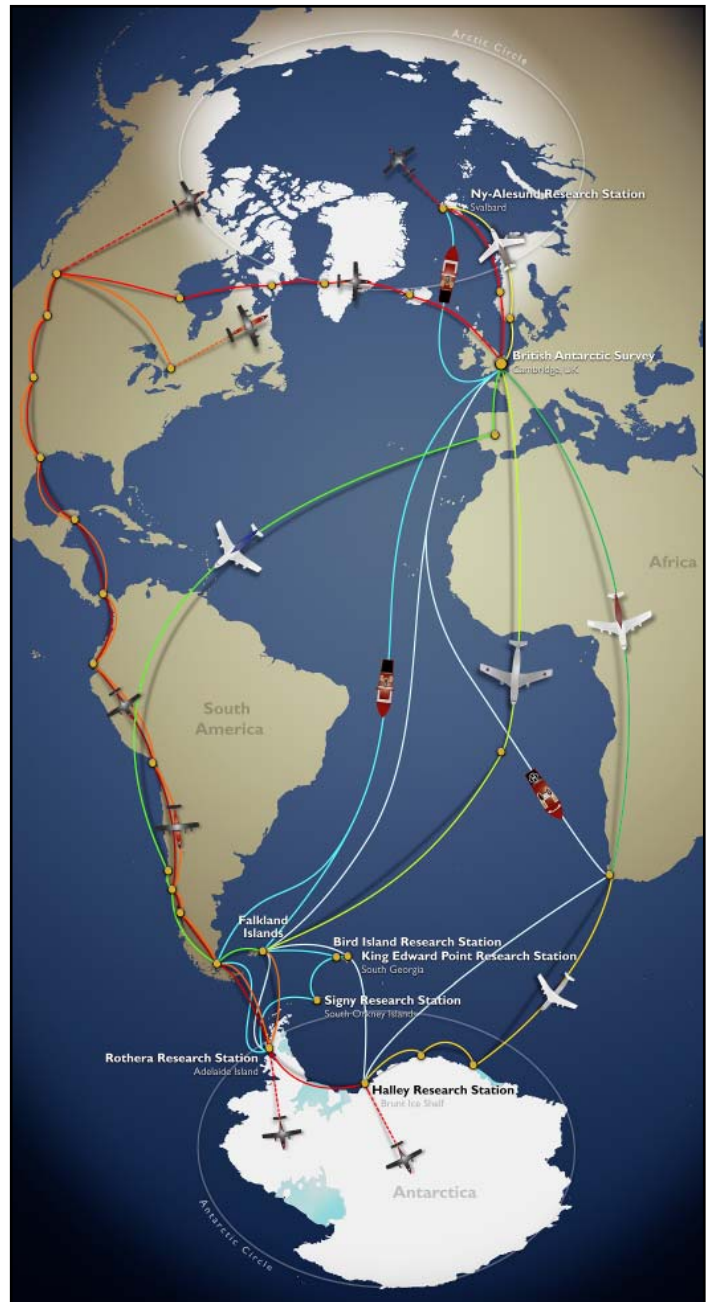 Arctic Circle
Ny-Alesund Research Station
Svalbard
British Antarctic Survey
Cambridge, UK
Africa
South
America
Falkland
Islands
Bird Island Research Station
King Edward Point Research Station
South Georgia
Signy Research Station
South Orkney Islands
Rothera Research Station
Adelaide Island
Halley Research Station
Brunt Ice Shelf
Antarctica
Antarctic Circle